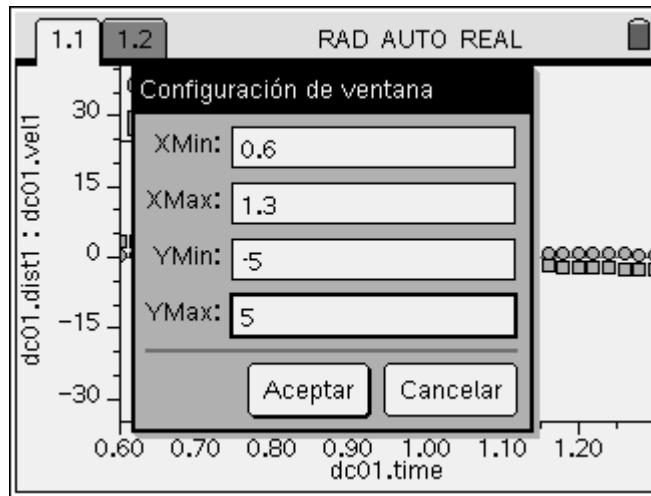 1.1 1.2 RAD AUTO REAL
Configuración de ventana
XMin: 0.6
XMax: 1.3
YMin: -5
YMax: 5
Aceptar Cancelar
dc01.dist1 : dc01.vel1
30
15
0
-15
-30
0.60 0.70 0.80 0.90 1.00 1.10 1.20
dc01.time